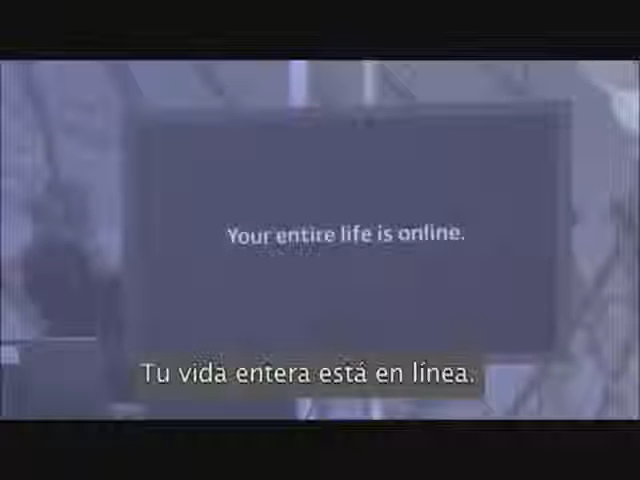 Your entire life is online.
Tu vida entera está en línea.